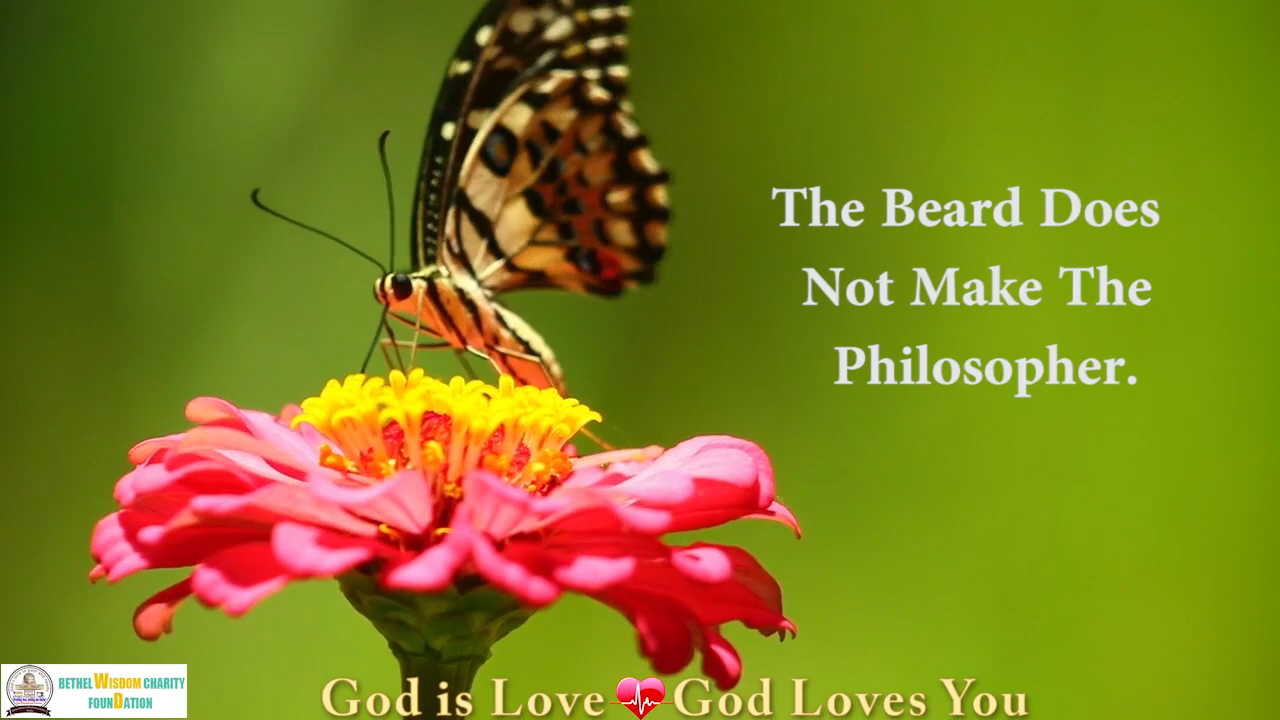 The Beard Does
Not Make The
Philosopher.
BETHEL WISDOM CHARITY
FOUNDATION
God is Love God Loves You